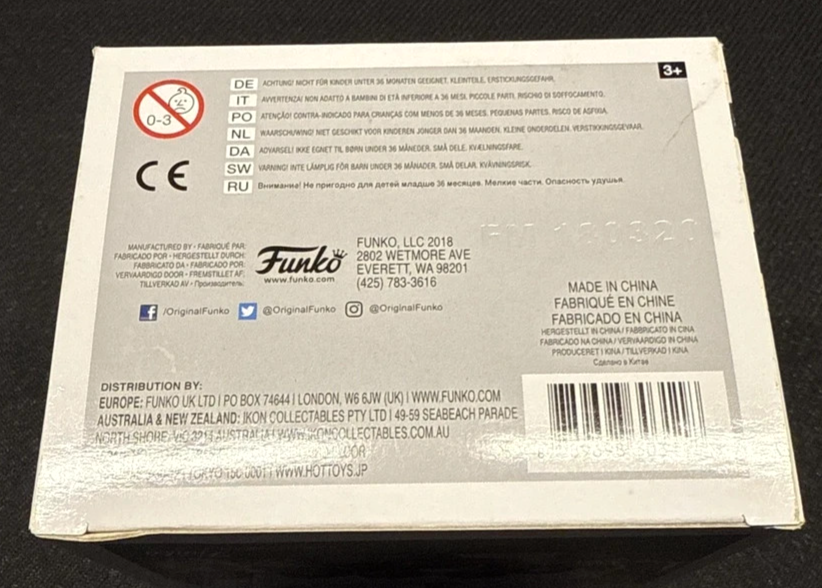 3+
0-3
DE ACHTUNG! NICHT FÜR KINDER UNTER 36 MONATEN GEEIGNET. KLEINTEILE, ERSTICKUNGSGEFAHR.
IT AVVERTENZA! NON ADATTO A BAMBINI DI ETÀ INFERIORE A 36 MESI. PICCOLE PARTI. RISCHIO DI SOFFOCAMENTO.
PO ATENÇÃO! CONTRA-INDICADO PARA CRIANÇAS COM MENOS DE 36 MESES. PEQUENAS PARTES. RISCO DE ASFIXIA.
NL WAARSCHUWING! NIET GESCHIKT VOOR KINDEREN JONGER DAN 36 MAANDEN. KLEINE ONDERDELEN. VERSTIKKINGSGEVAAR.
DA ADVARSEL! IKKE EGNET TIL BØRN UNDER 36 MÅNEDER. SMÅ DELE. KVÆLNINGSFARE.
SW VARNING! INTE LÄMPLIG FÖR BARN UNDER 36 MÅNADER. SMÅ DELAR. KVÄVNINGSRISK.
RU Внимание! Не пригодно для детей младше 36 месяцев. Мелкие части. Опасность удушья.
CE
MANUFACTURED BY • FABRIQUÉ PAR:
FABRICADO POR • HERGESTELLT DURCH:
FABBRICATO DA • FABRICADO POR:
VERVAARDIGD DOOR • FREMSTILLET AF:
TILLVERKAD AV • Производитель:
Funko
www.funko.com
FUNKO, LLC 2018
2802 WETMORE AVE
EVERETT, WA 98201
(425) 783-3616
/OriginalFunko @OriginalFunko @OriginalFunko
MADE IN CHINA
FABRIQUÉ EN CHINE
FABRICADO EN CHINA
HERGESTELLT IN CHINA / FABBRICATO IN CINA
FABRICADO NA CHINA / VERVAARDIGD IN CHINA
PRODUCERET I KINA / TILLVERKAD I KINA
Сделано в Китае
DISTRIBUTION BY:
EUROPE: FUNKO UK LTD | PO BOX 74644 | LONDON, W6 6JW (UK) | WWW.FUNKO.COM
AUSTRALIA & NEW ZEALAND: IKON COLLECTABLES PTY LTD | 49-59 SEABEACH PARADE
NORTH SHORE, VIC 3214 AUSTRALIA | WWW.IKONCOLLECTABLES.COM.AU
WWW.HOTTOYS.JP